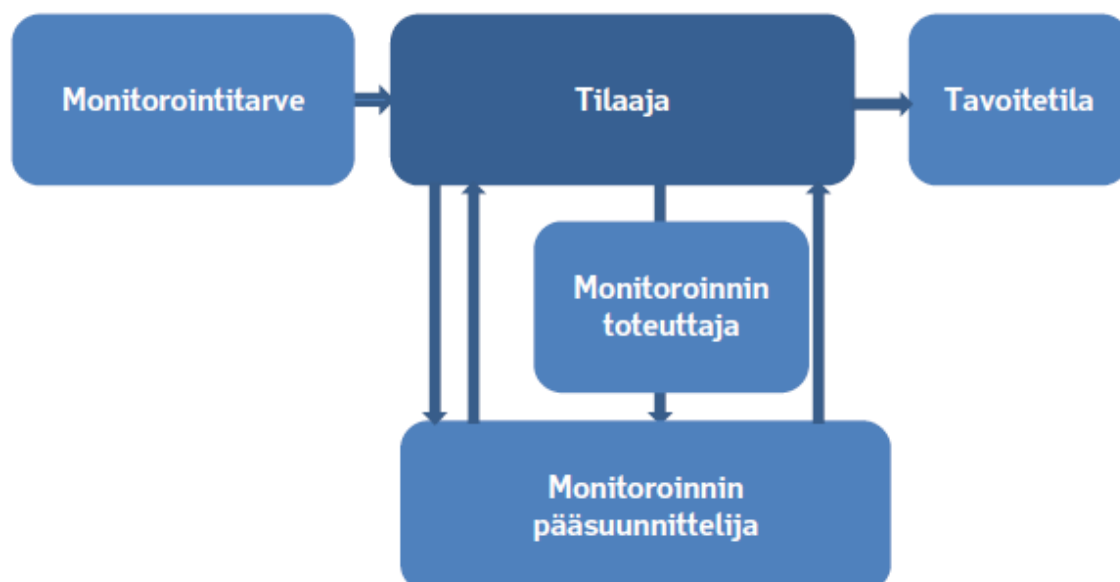 Monitorointitarve
Tilaaja
Tavoitetila
Monitoroinnin
toteuttaja
Monitoroinnin
pääsuunnittelija